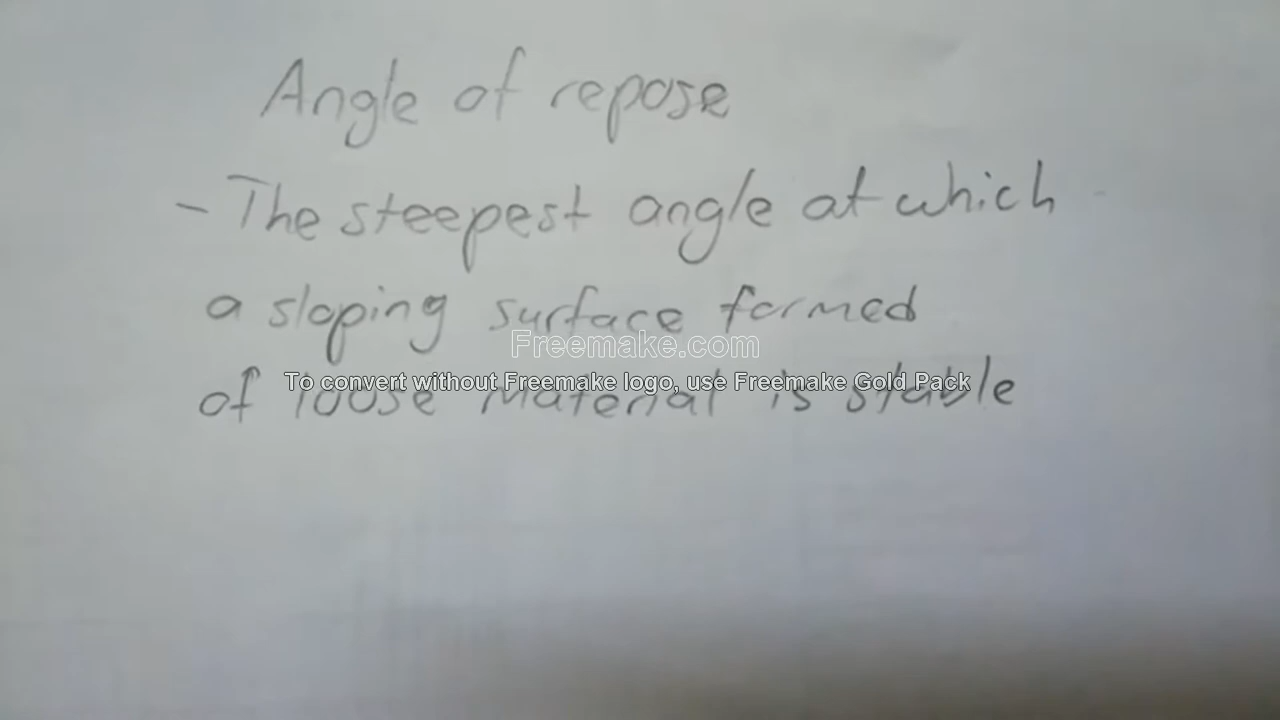 Angle of repose
- The steepest angle at which
a sloping surface formed
Freemake.com
To convert without Freemake logo, use Freemake Gold Pack
of loose material is stable